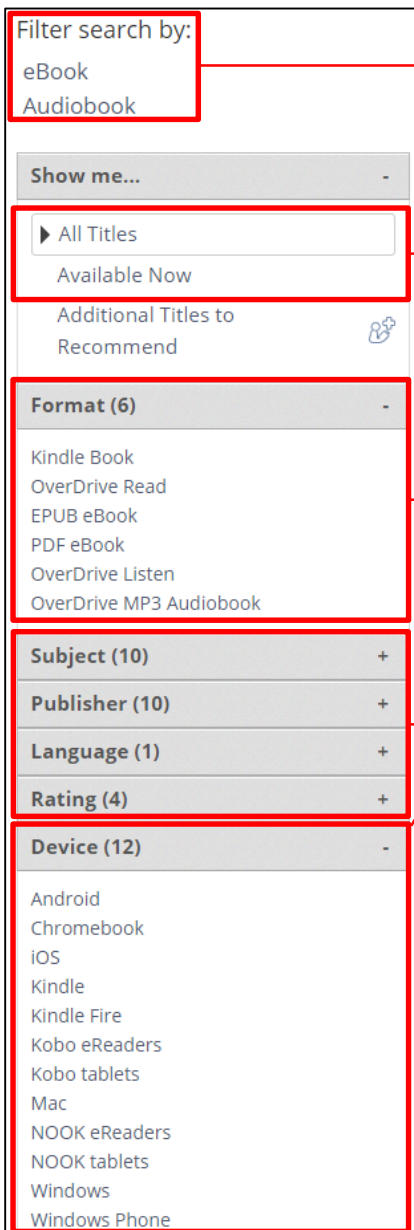 Filter search by:
eBook
Audiobook
Show me... -
All Titles
Available Now
Additional Titles to
Recommend
Format (6) -
Kindle Book
OverDrive Read
EPUB eBook
PDF eBook
OverDrive Listen
OverDrive MP3 Audiobook
Subject (10) +
Publisher (10) +
Language (1) +
Rating (4) +
Device (12) -
Android
Chromebook
iOS
Kindle
Kindle Fire
Kobo eReaders
Kobo tablets
Mac
NOOK eReaders
NOOK tablets
Windows
Windows Phone